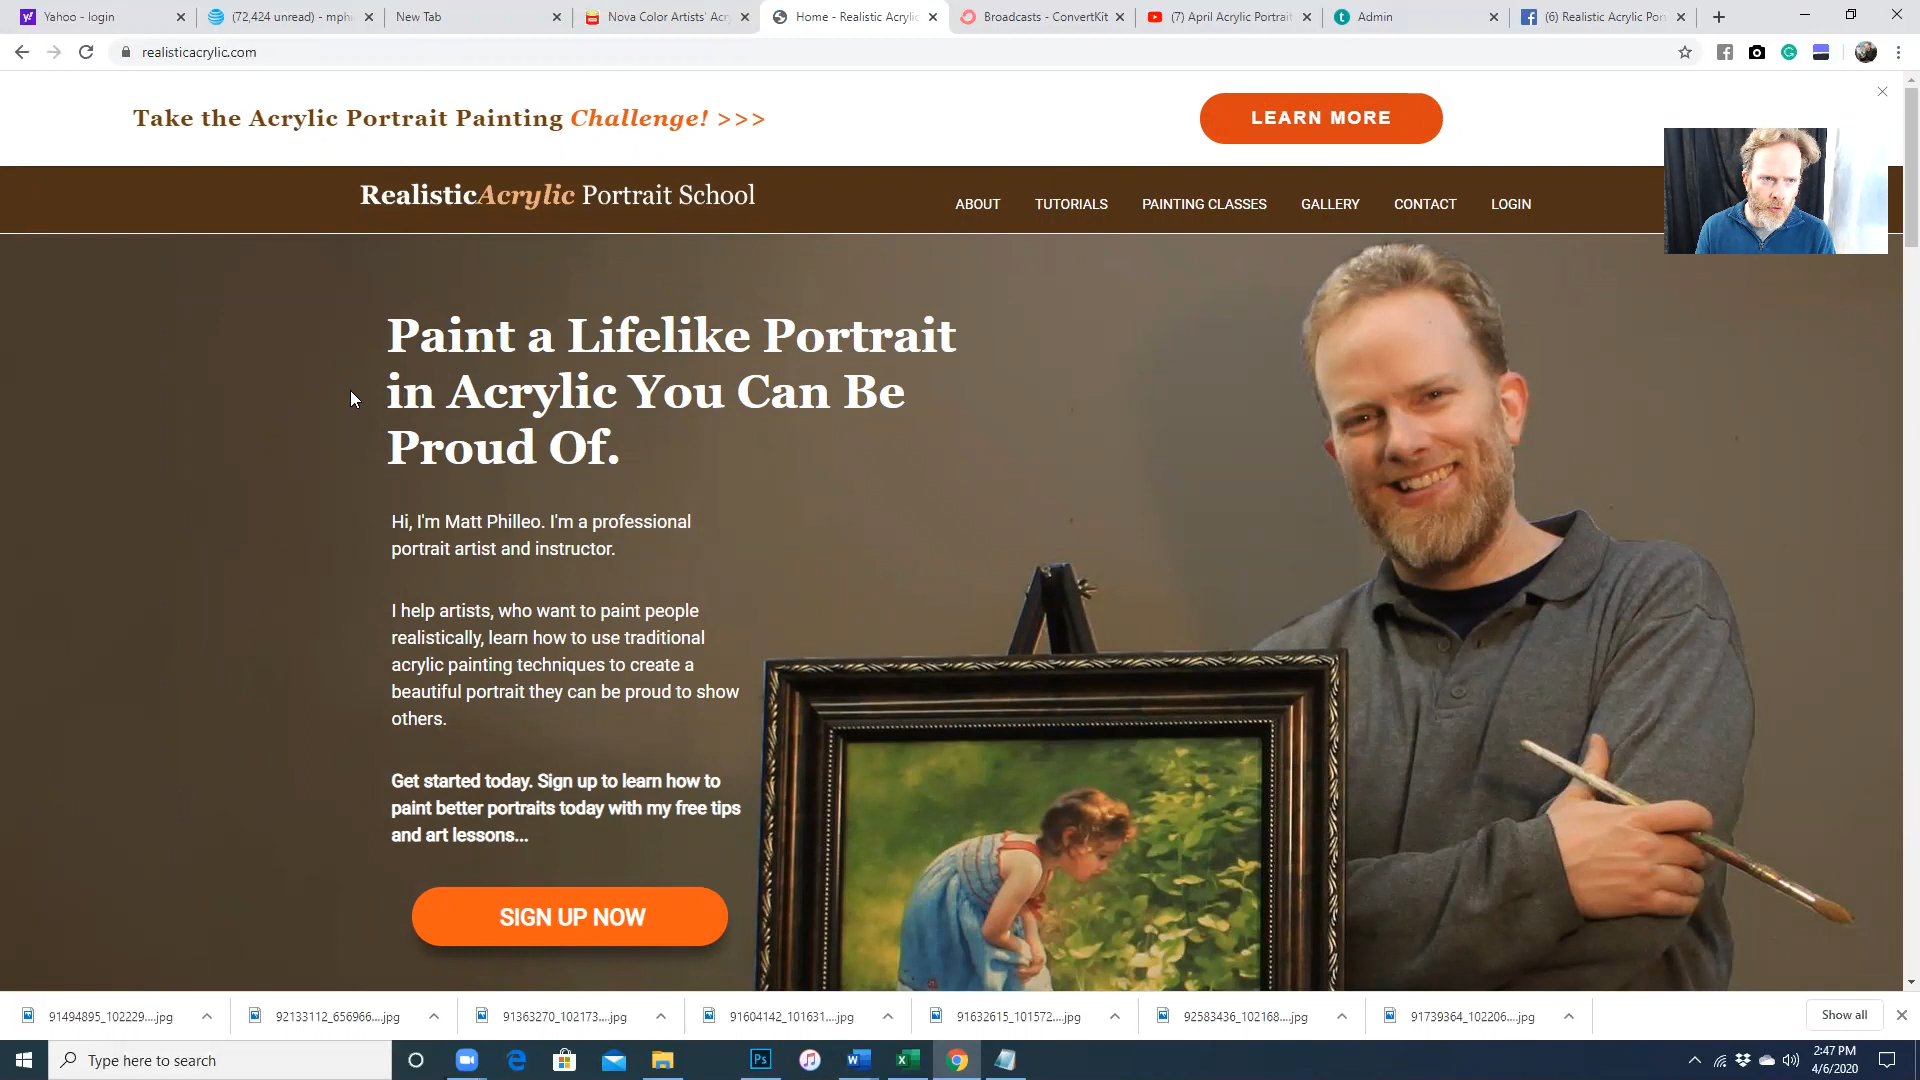 Yahoo - login
(72,424 unread) - mphi
New Tab
Nova Color Artists' Acr
Home - Realistic Acrylic
Broadcasts - ConvertKit
(7) April Acrylic Portrait
Admin
(6) Realistic Acrylic Por
realisticacrylic.com
Take the Acrylic Portrait Painting Challenge! >>>
LEARN MORE
RealisticAcrylic Portrait School
ABOUT
TUTORIALS
PAINTING CLASSES
GALLERY
CONTACT
LOGIN
Paint a Lifelike Portrait
in Acrylic You Can Be
Proud Of.
Hi, I'm Matt Philleo. I'm a professional
portrait artist and instructor.
I help artists, who want to paint people
realistically, learn how to use traditional
acrylic painting techniques to create a
beautiful portrait they can be proud to show
others.
Get started today. Sign up to learn how to
paint better portraits today with my free tips
and art lessons...
SIGN UP NOW
91494895_102229....jpg
92133112_656966....jpg
91363270_102173....jpg
91604142_101631....jpg
91632615_101572....jpg
92583436_102168....jpg
91739364_102206....jpg
Show all
Type here to search
2:47 PM
4/6/2020